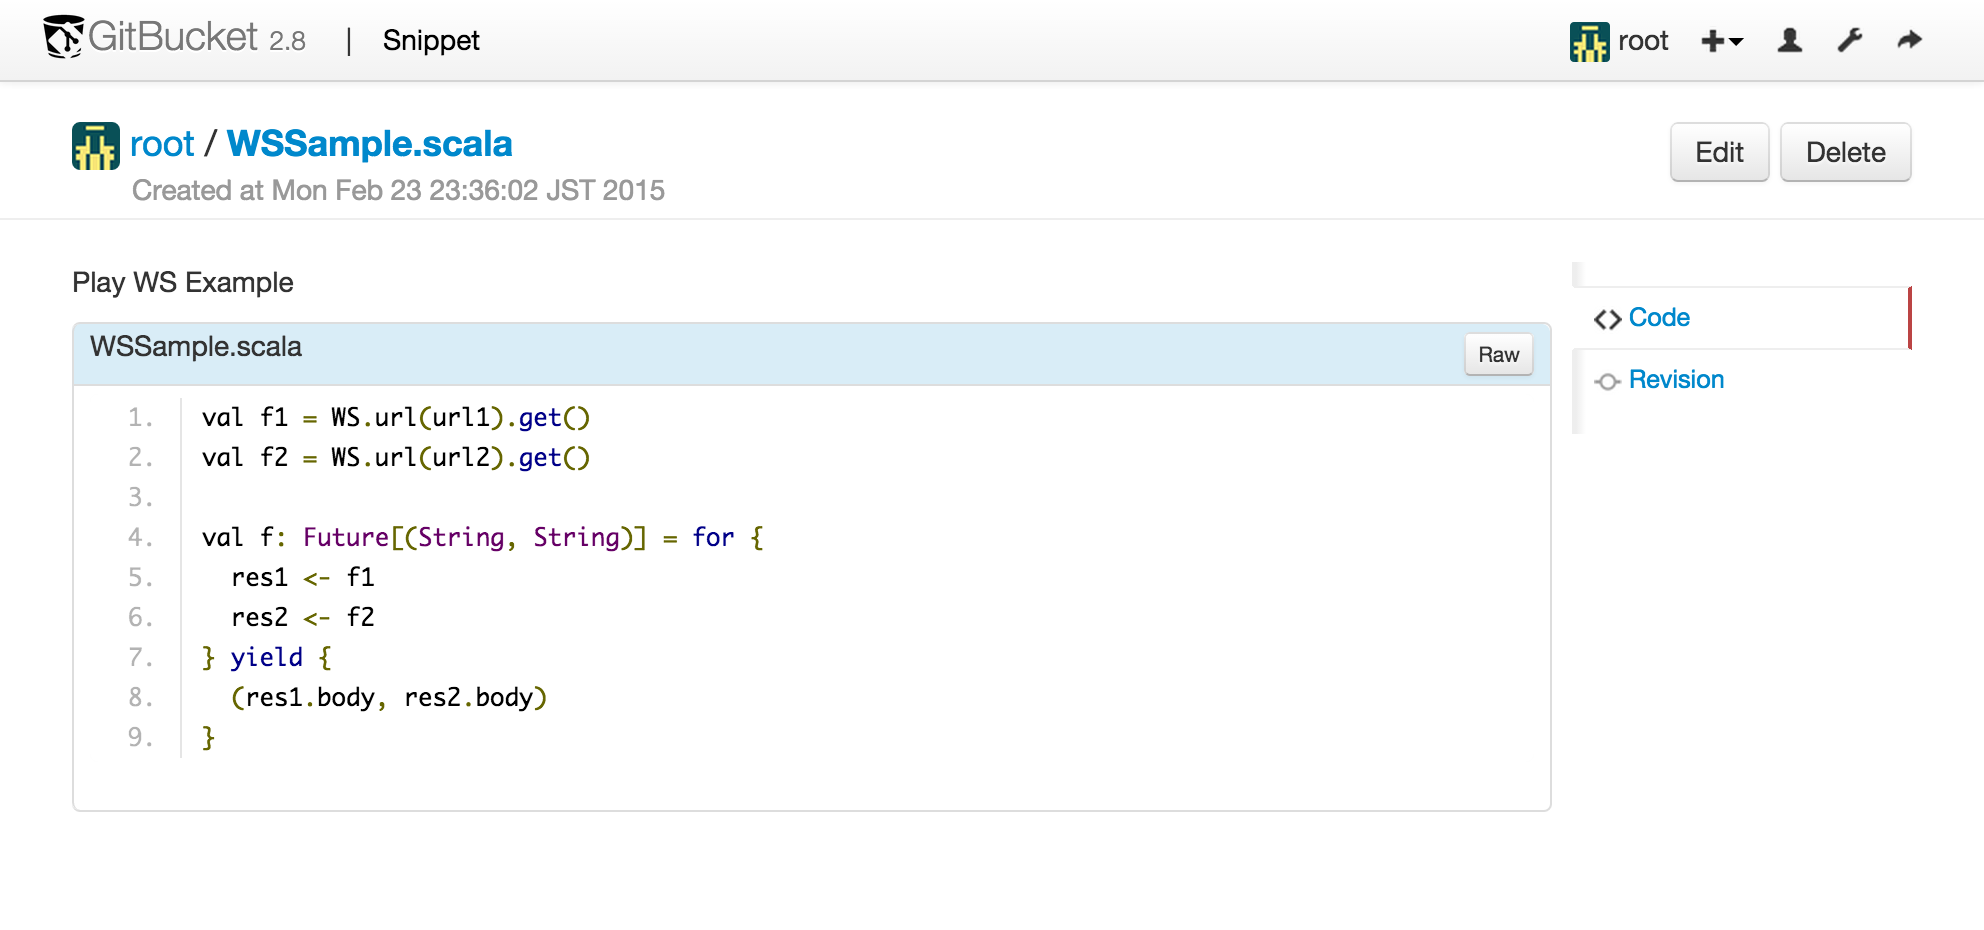 GitBucket 2.8 | Snippet root
root / WSSample.scala Edit Delete
Created at Mon Feb 23 23:36:02 JST 2015
Play WS Example
WSSample.scala Raw
1. val f1 = WS.url(url1).get()
2. val f2 = WS.url(url2).get()
3.
4. val f: Future[(String, String)] = for {
5.   res1 <- f1
6.   res2 <- f2
7. } yield {
8.   (res1.body, res2.body)
9. }
Code
Revision